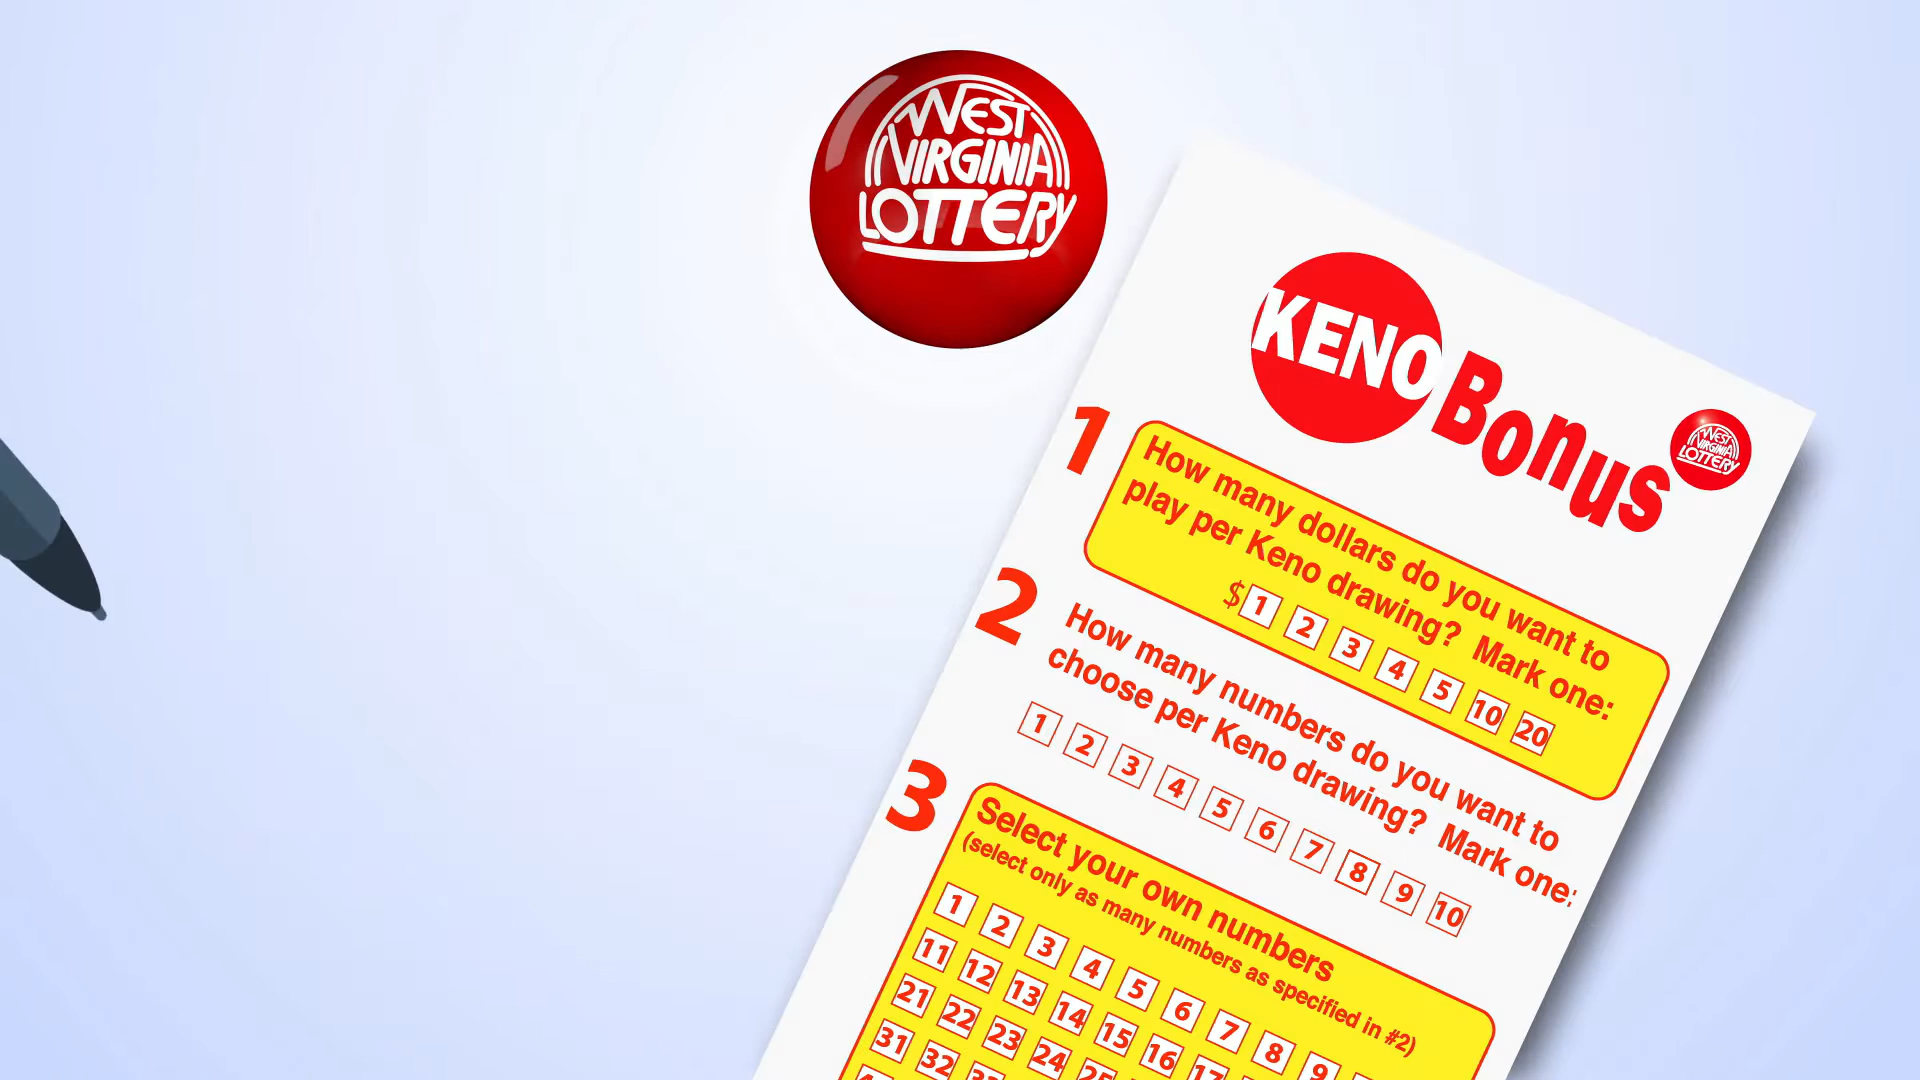 WEST
VIRGINIA
LOTTERY
KENO Bonus
WEST
VIRGINIA
LOTTERY
1
How many dollars do you want to
play per Keno drawing? Mark one:
$ 1 2 3 4 5 10 20
2
How many numbers do you want to
choose per Keno drawing? Mark one:
1 2 3 4 5 6 7 8 9 10
3
Select your own numbers
(select only as many numbers as specified in #2)
1 2 3 4 5 6 7 8 9
11 12 13 14 15 16 17
21 22 23 24 25
31 32 33